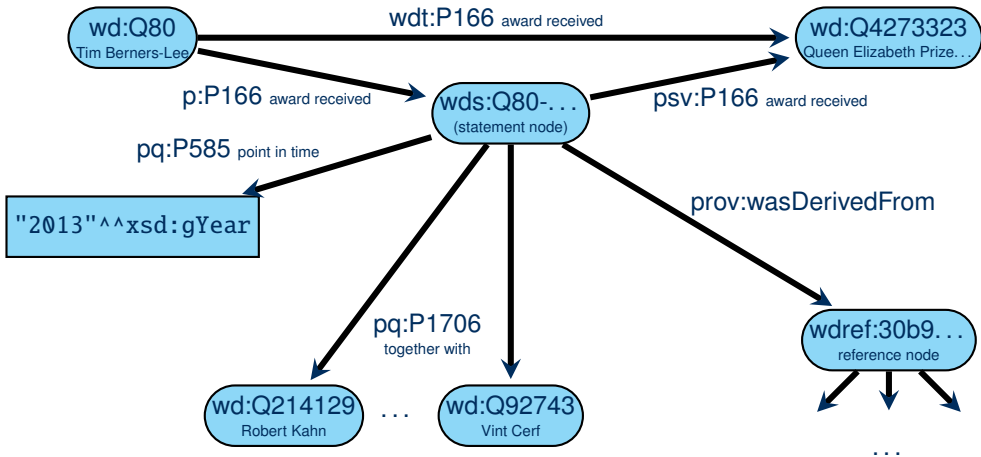 wd:Q80
Tim Berners-Lee
wdt:P166 award received
wd:Q4273323
Queen Elizabeth Prize...
p:P166 award received
wds:Q80-...
(statement node)
psv:P166 award received
pq:P585 point in time
"2013"^^xsd:gYear
prov:wasDerivedFrom
pq:P1706
together with
wdref:30b9...
reference node
wd:Q214129
Robert Kahn
...
wd:Q92743
Vint Cerf
...